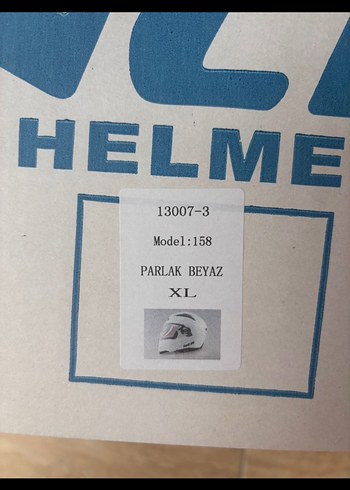 HELME
13007-3
Model:158
PARLAK BEYAZ
XL